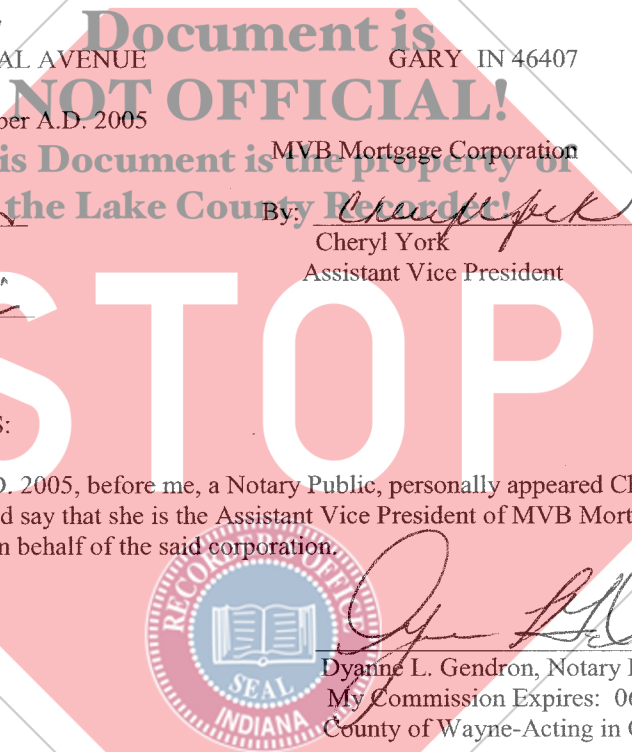 Document is
AL AVENUE GARY IN 46407
NOT OFFICIAL!
ber A.D. 2005
MVB Mortgage Corporation
is Document is the property of
the Lake County Recorder!
By:
Cheryl York
Assistant Vice President
STOP
S:
D. 2005, before me, a Notary Public, personally appeared Ch
d say that she is the Assistant Vice President of MVB Mort
n behalf of the said corporation.
RECORDER'S OFFICE
SEAL
INDIANA
Dyanne L. Gendron, Notary
My Commission Expires: 06
County of Wayne-Acting in